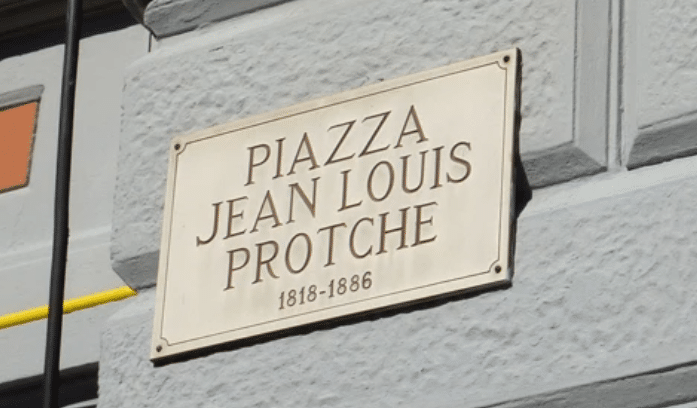 PIAZZA
JEAN LOUIS
PROTCHE
1818-1886